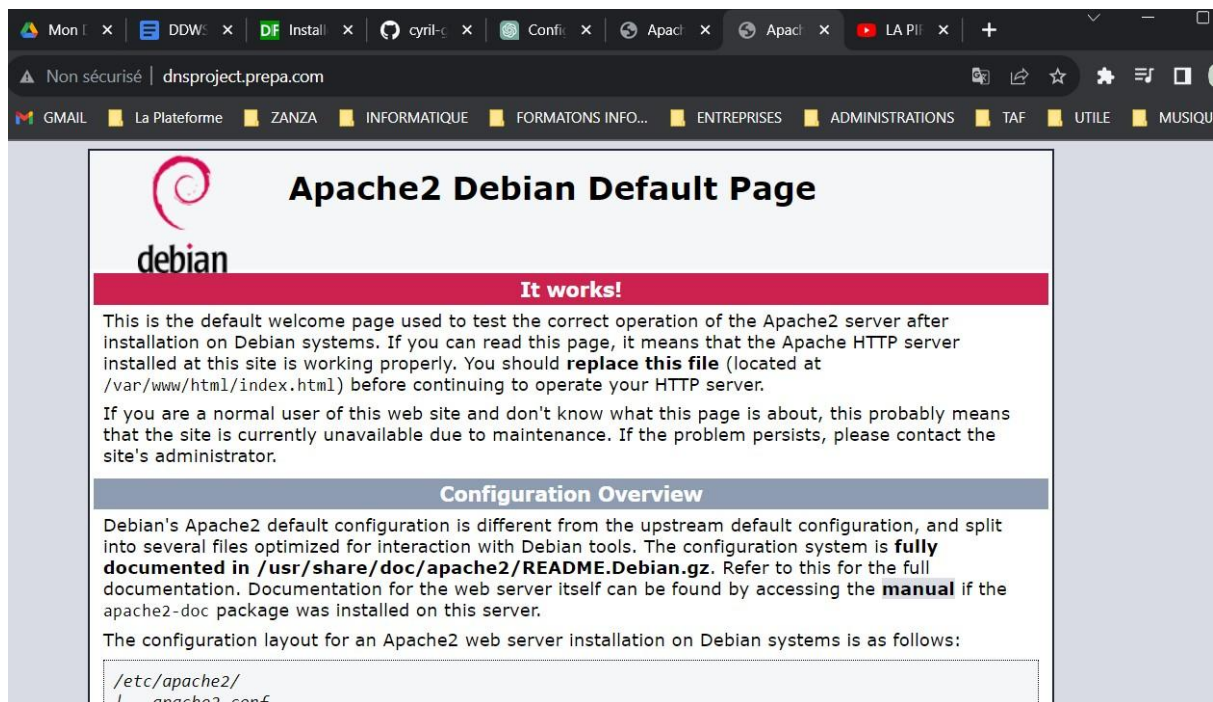 Mon DDWS Install cyril-g Config Apach Apach LA PI
Non sécurisé dnsproject.prepa.com
GMAIL La Plateforme ZANZA INFORMATIQUE FORMATONS INFO... ENTREPRISES ADMINISTRATIONS TAF UTILE MUSIQU
debian
Apache2 Debian Default Page
It works!
This is the default welcome page used to test the correct operation of the Apache2 server after
installation on Debian systems. If you can read this page, it means that the Apache HTTP server
installed at this site is working properly. You should replace this file (located at
/var/www/html/index.html) before continuing to operate your HTTP server.
If you are a normal user of this web site and don't know what this page is about, this probably means
that the site is currently unavailable due to maintenance. If the problem persists, please contact the
site's administrator.
Configuration Overview
Debian's Apache2 default configuration is different from the upstream default configuration, and split
into several files optimized for interaction with Debian tools. The configuration system is fully
documented in /usr/share/doc/apache2/README.Debian.gz. Refer to this for the full
documentation. Documentation for the web server itself can be found by accessing the manual if the
apache2-doc package was installed on this server.
The configuration layout for an Apache2 web server installation on Debian systems is as follows:
/etc/apache2/